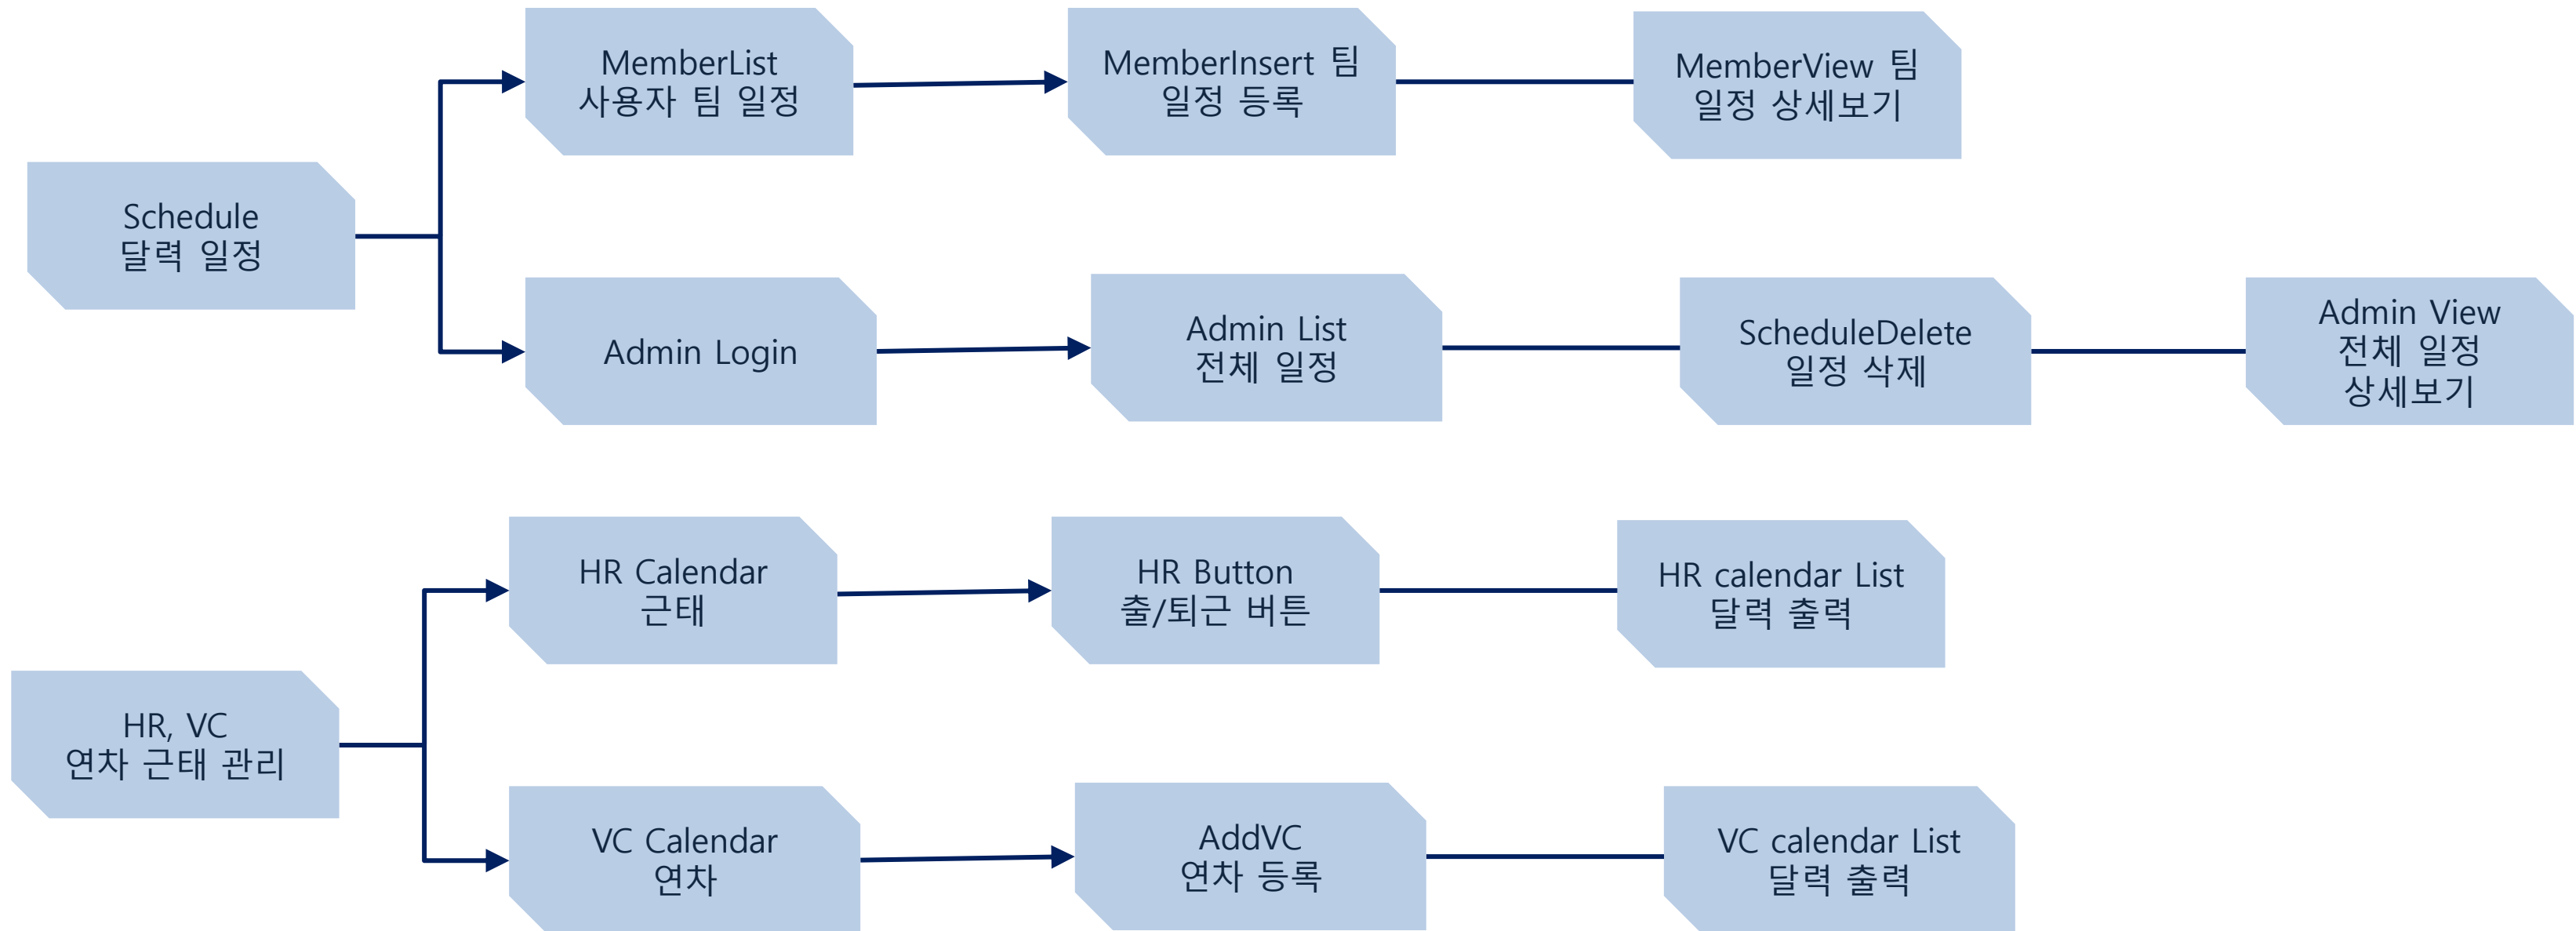 MemberList
사용자 팀 일정
MemberInsert 팀
일정 등록
MemberView 팀
일정 상세보기
Schedule
달력 일정
Admin Login
Admin List
전체 일정
ScheduleDelete
일정 삭제
Admin View
전체 일정
상세보기
HR Calendar
근태
HR Button
출/퇴근 버튼
HR calendar List
달력 출력
HR, VC
연차 근태 관리
VC Calendar
연차
AddVC
연차 등록
VC calendar List
달력 출력